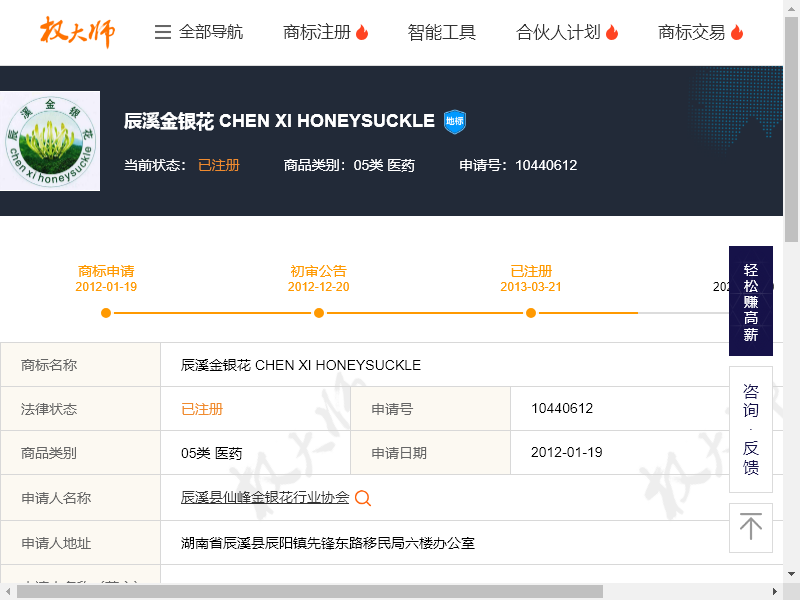 权大师
全部导航 商标注册 智能工具 合伙人计划 商标交易
辰溪金银花
chen xi honeysuckle
辰溪金银花 CHEN XI HONEYSUCKLE 地标
当前状态： 已注册 商品类别：05类 医药 申请号：10440612
商标申请 初审公告 已注册
2012-01-19 2012-12-20 2013-03-21
轻松赚高薪
商标名称 辰溪金银花 CHEN XI HONEYSUCKLE
法律状态 已注册 申请号 10440612
商品类别 05类 医药 申请日期 2012-01-19
咨询·反馈
申请人名称 辰溪县仙峰金银花行业协会
申请人地址 湖南省辰溪县辰阳镇先锋东路移民局六楼办公室